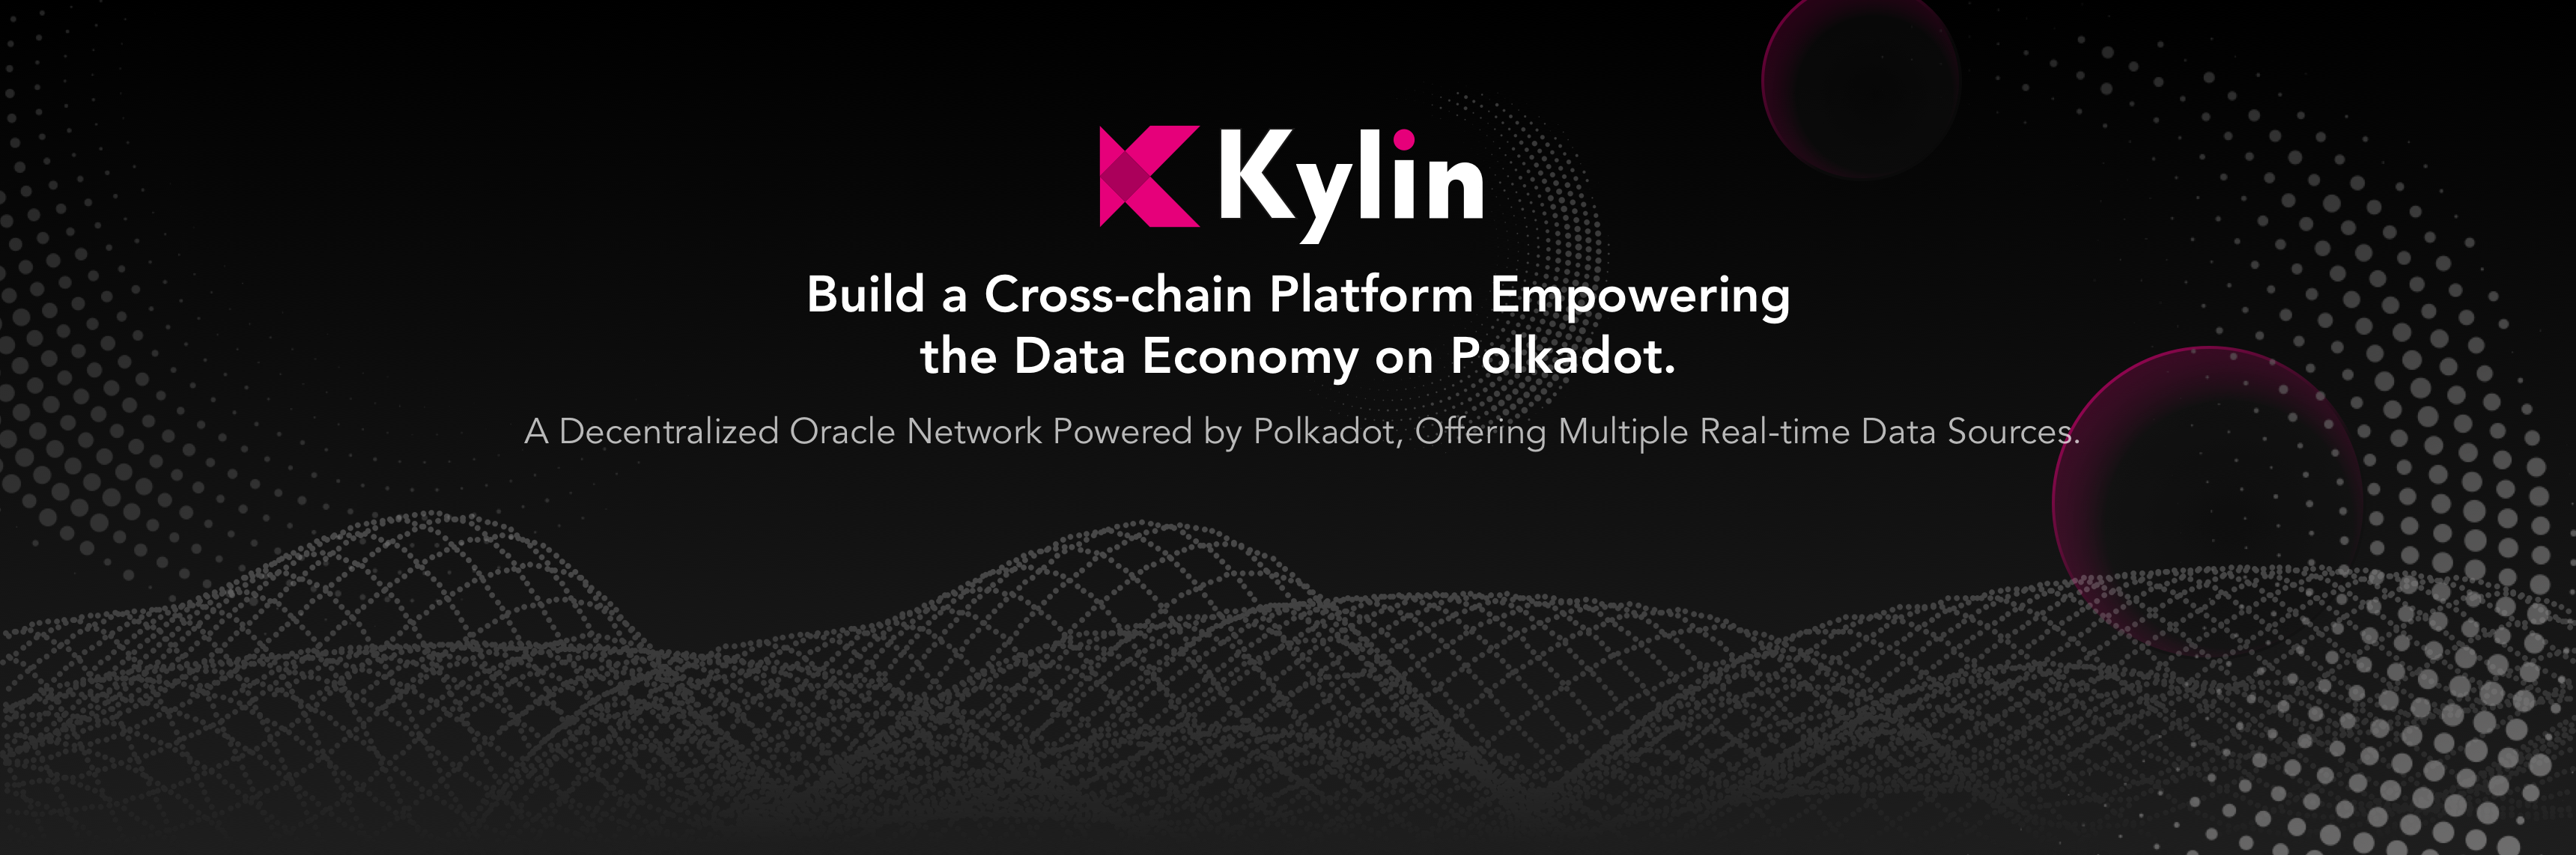 Kylin
Build a Cross-chain Platform Empowering
the Data Economy on Polkadot.
A Decentralized Oracle Network Powered by Polkadot, Offering Multiple Real-time Data Sources.